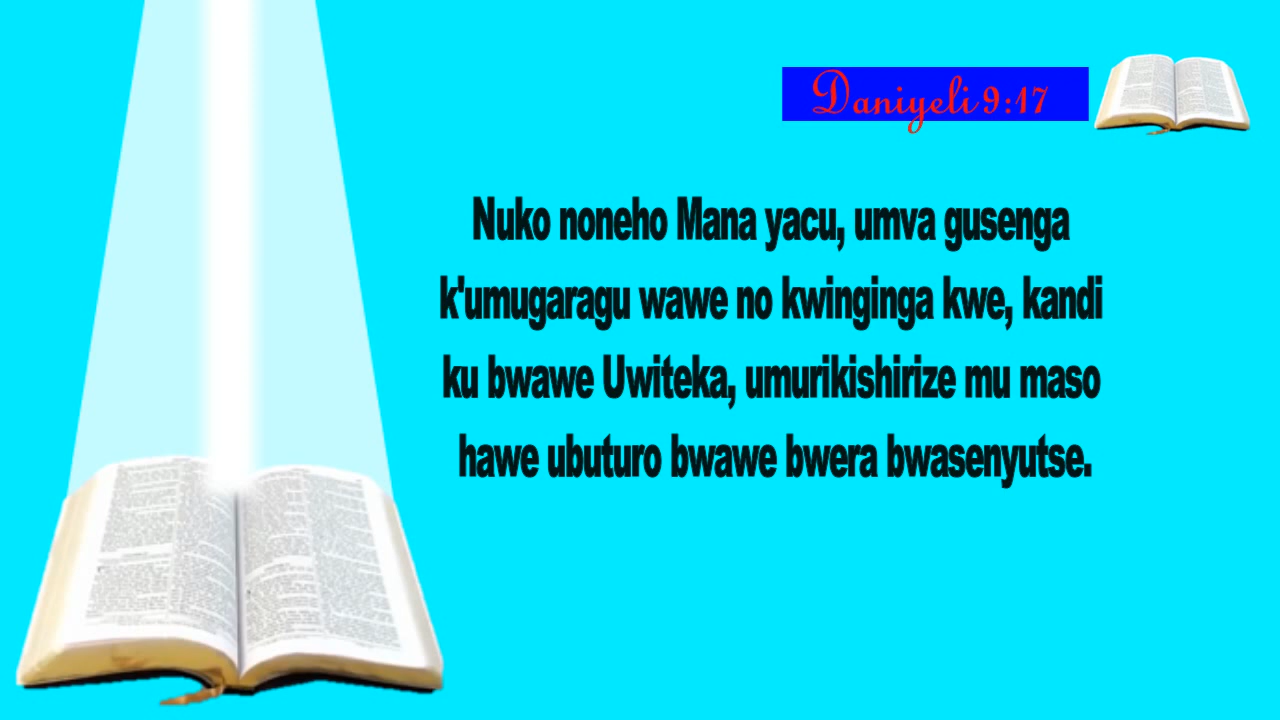 Daniyeli 9:17
Nuko noneho Mana yacu, umva gusenga
k'umugaragu wawe no kwinginga kwe, kandi
ku bwawe Uwiteka, umurikishirize mu maso
hawe ubuturo bwawe bwera bwasenyutse.